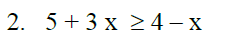 2. 5 + 3 x ≥ 4 – x